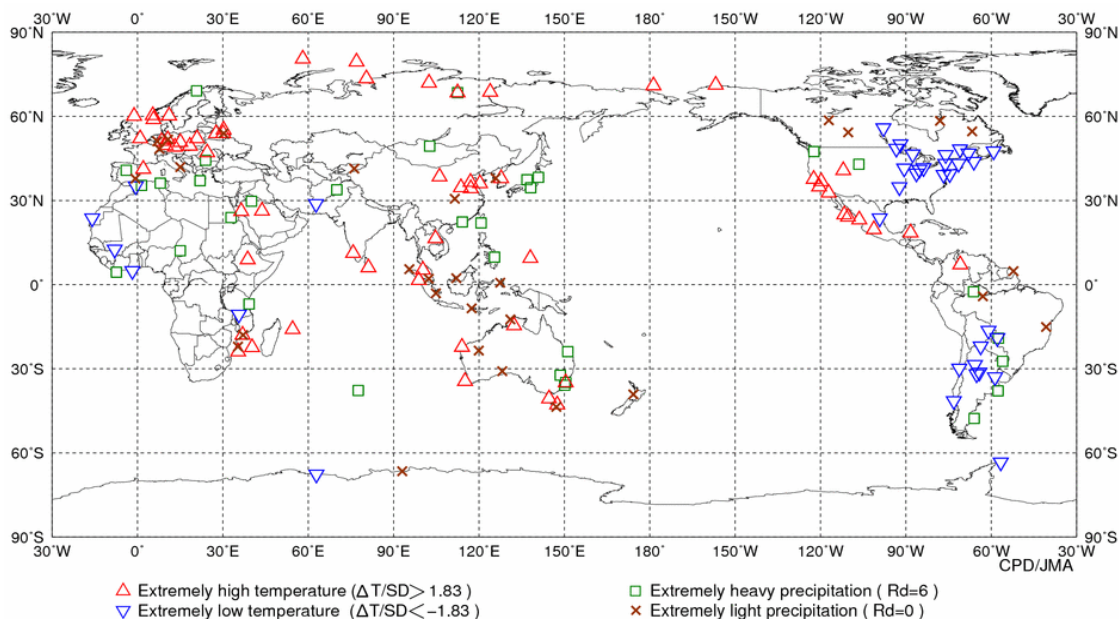 30°W 0° 30°E 60°E 90°E 120°E 150°E 180° 150°W 120°W 90°W 60°W 30°W
90°N 90°N
60°N 60°N
30°N 30°N
0° 0°
30°S 30°S
60°S 60°S
90°S 90°S
30°W 0° 30°E 60°E 90°E 120°E 150°E 180° 150°W 120°W 90°W 60°W 30°W
CPD/JMA
Extremely high temperature (ΔT/SD>1.83) Extremely heavy precipitation ( Rd=6)
Extremely low temperature (ΔT/SD<−1.83) Extremely light precipitation ( Rd=0)